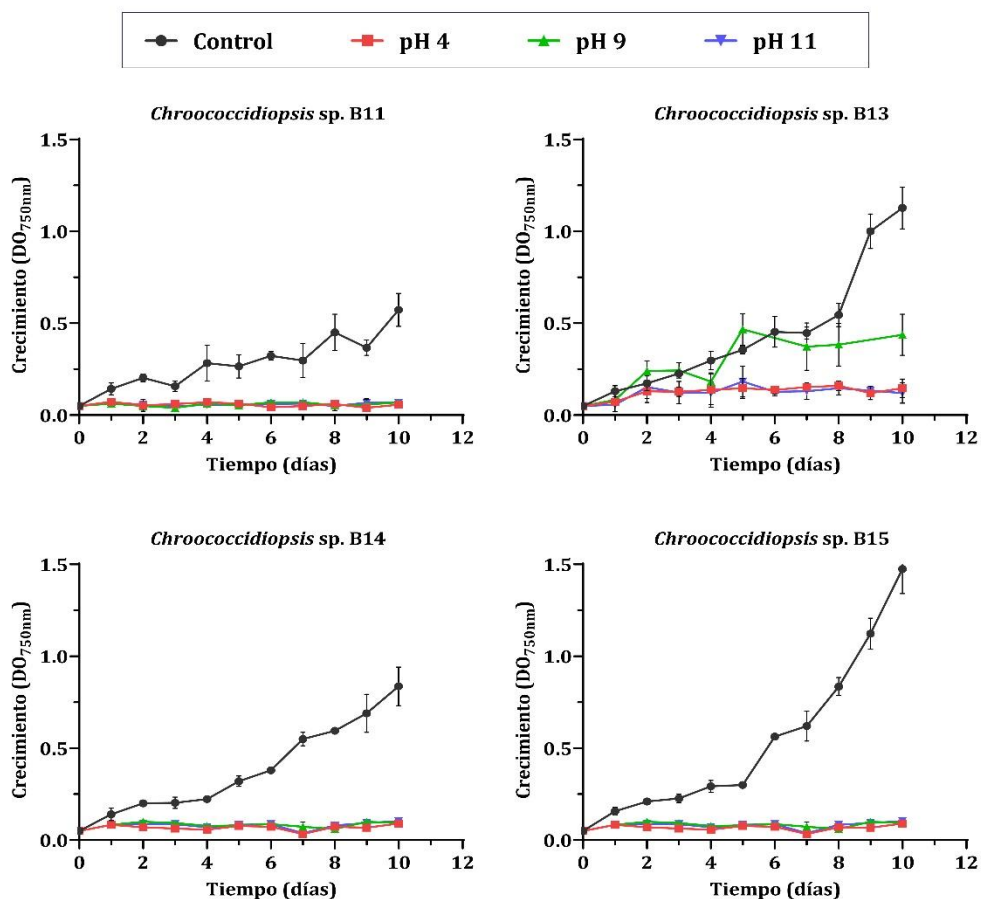 Control pH 4 pH 9 pH 11
Chroococcidiopsis sp. B11
Crecimiento (DO750nm)
1.5
1.0
0.5
0.0
0 2 4 6 8 10 12
Tiempo (días)
Chroococcidiopsis sp. B13
Crecimiento (DO750nm)
1.5
1.0
0.5
0.0
0 2 4 6 8 10 12
Tiempo (días)
Chroococcidiopsis sp. B14
Crecimiento (DO750nm)
1.5
1.0
0.5
0.0
0 2 4 6 8 10 12
Tiempo (días)
Chroococcidiopsis sp. B15
Crecimiento (DO750nm)
1.5
1.0
0.5
0.0
0 2 4 6 8 10 12
Tiempo (días)